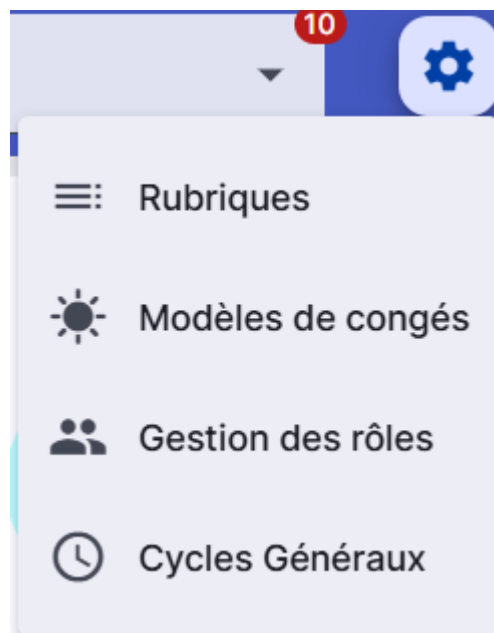 10
Rubriques
Modèles de congés
Gestion des rôles
Cycles Généraux